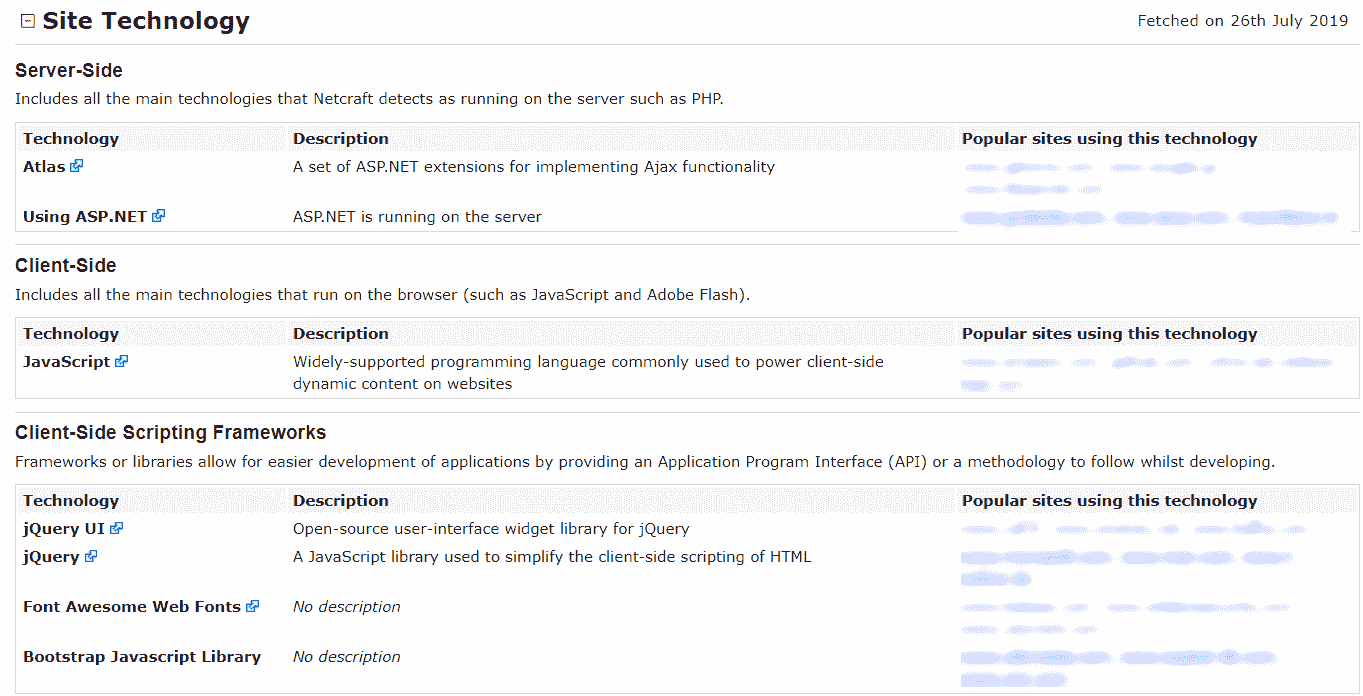 Site Technology Fetched on 26th July 2019
Server-Side
Includes all the main technologies that Netcraft detects as running on the server such as PHP.
Technology Description Popular sites using this technology
Atlas A set of ASP.NET extensions for implementing Ajax functionality
Using ASP.NET ASP.NET is running on the server
Client-Side
Includes all the main technologies that run on the browser (such as JavaScript and Adobe Flash).
Technology Description Popular sites using this technology
JavaScript Widely-supported programming language commonly used to power client-side
dynamic content on websites
Client-Side Scripting Frameworks
Frameworks or libraries allow for easier development of applications by providing an Application Program Interface (API) or a methodology to follow whilst developing.
Technology Description Popular sites using this technology
jQuery UI Open-source user-interface widget library for jQuery
jQuery A JavaScript library used to simplify the client-side scripting of HTML
Font Awesome Web Fonts No description
Bootstrap Javascript Library No description